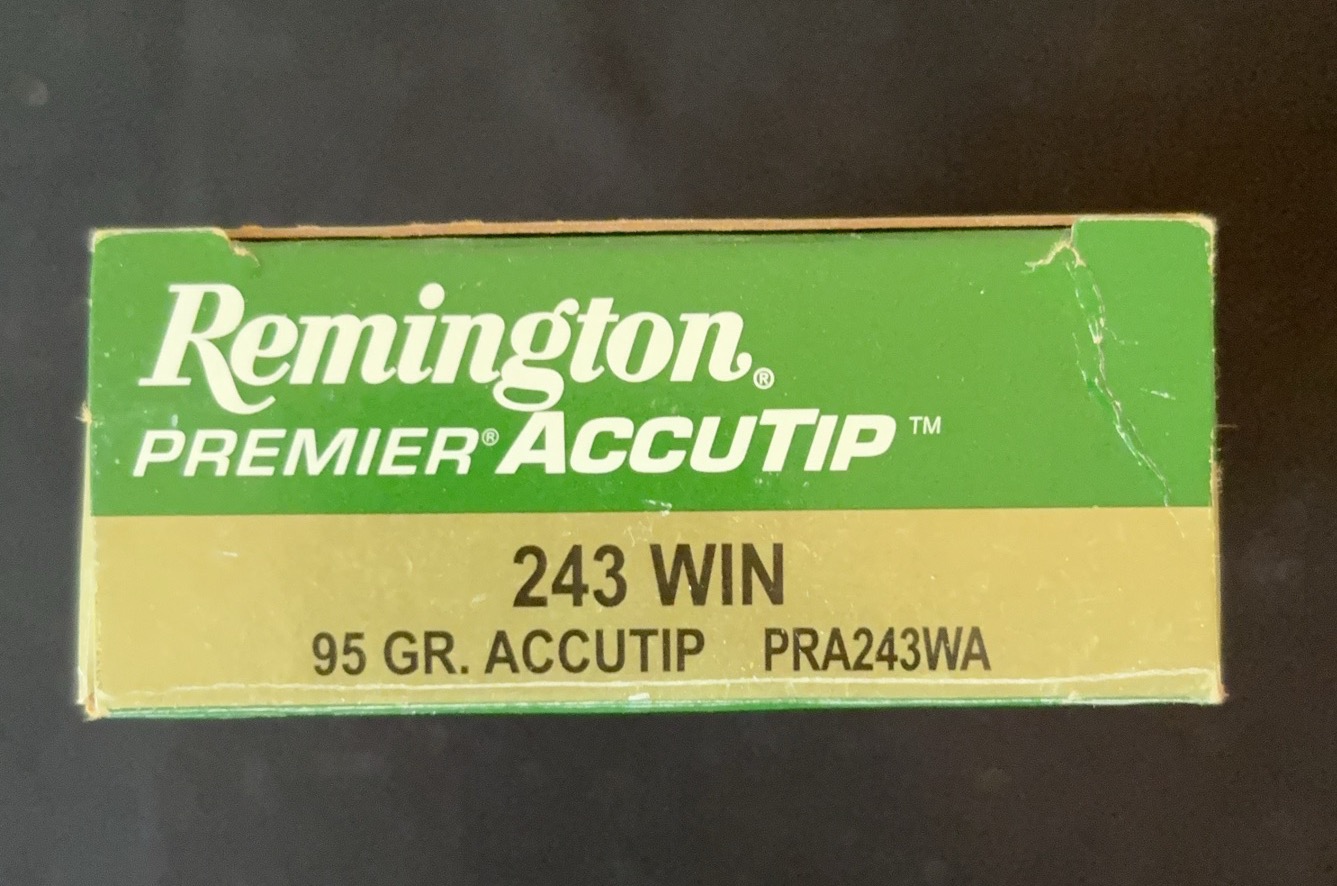 Remington®
PREMIER® ACCUTIP™
243 WIN
95 GR. ACCUTIP PRA243WA